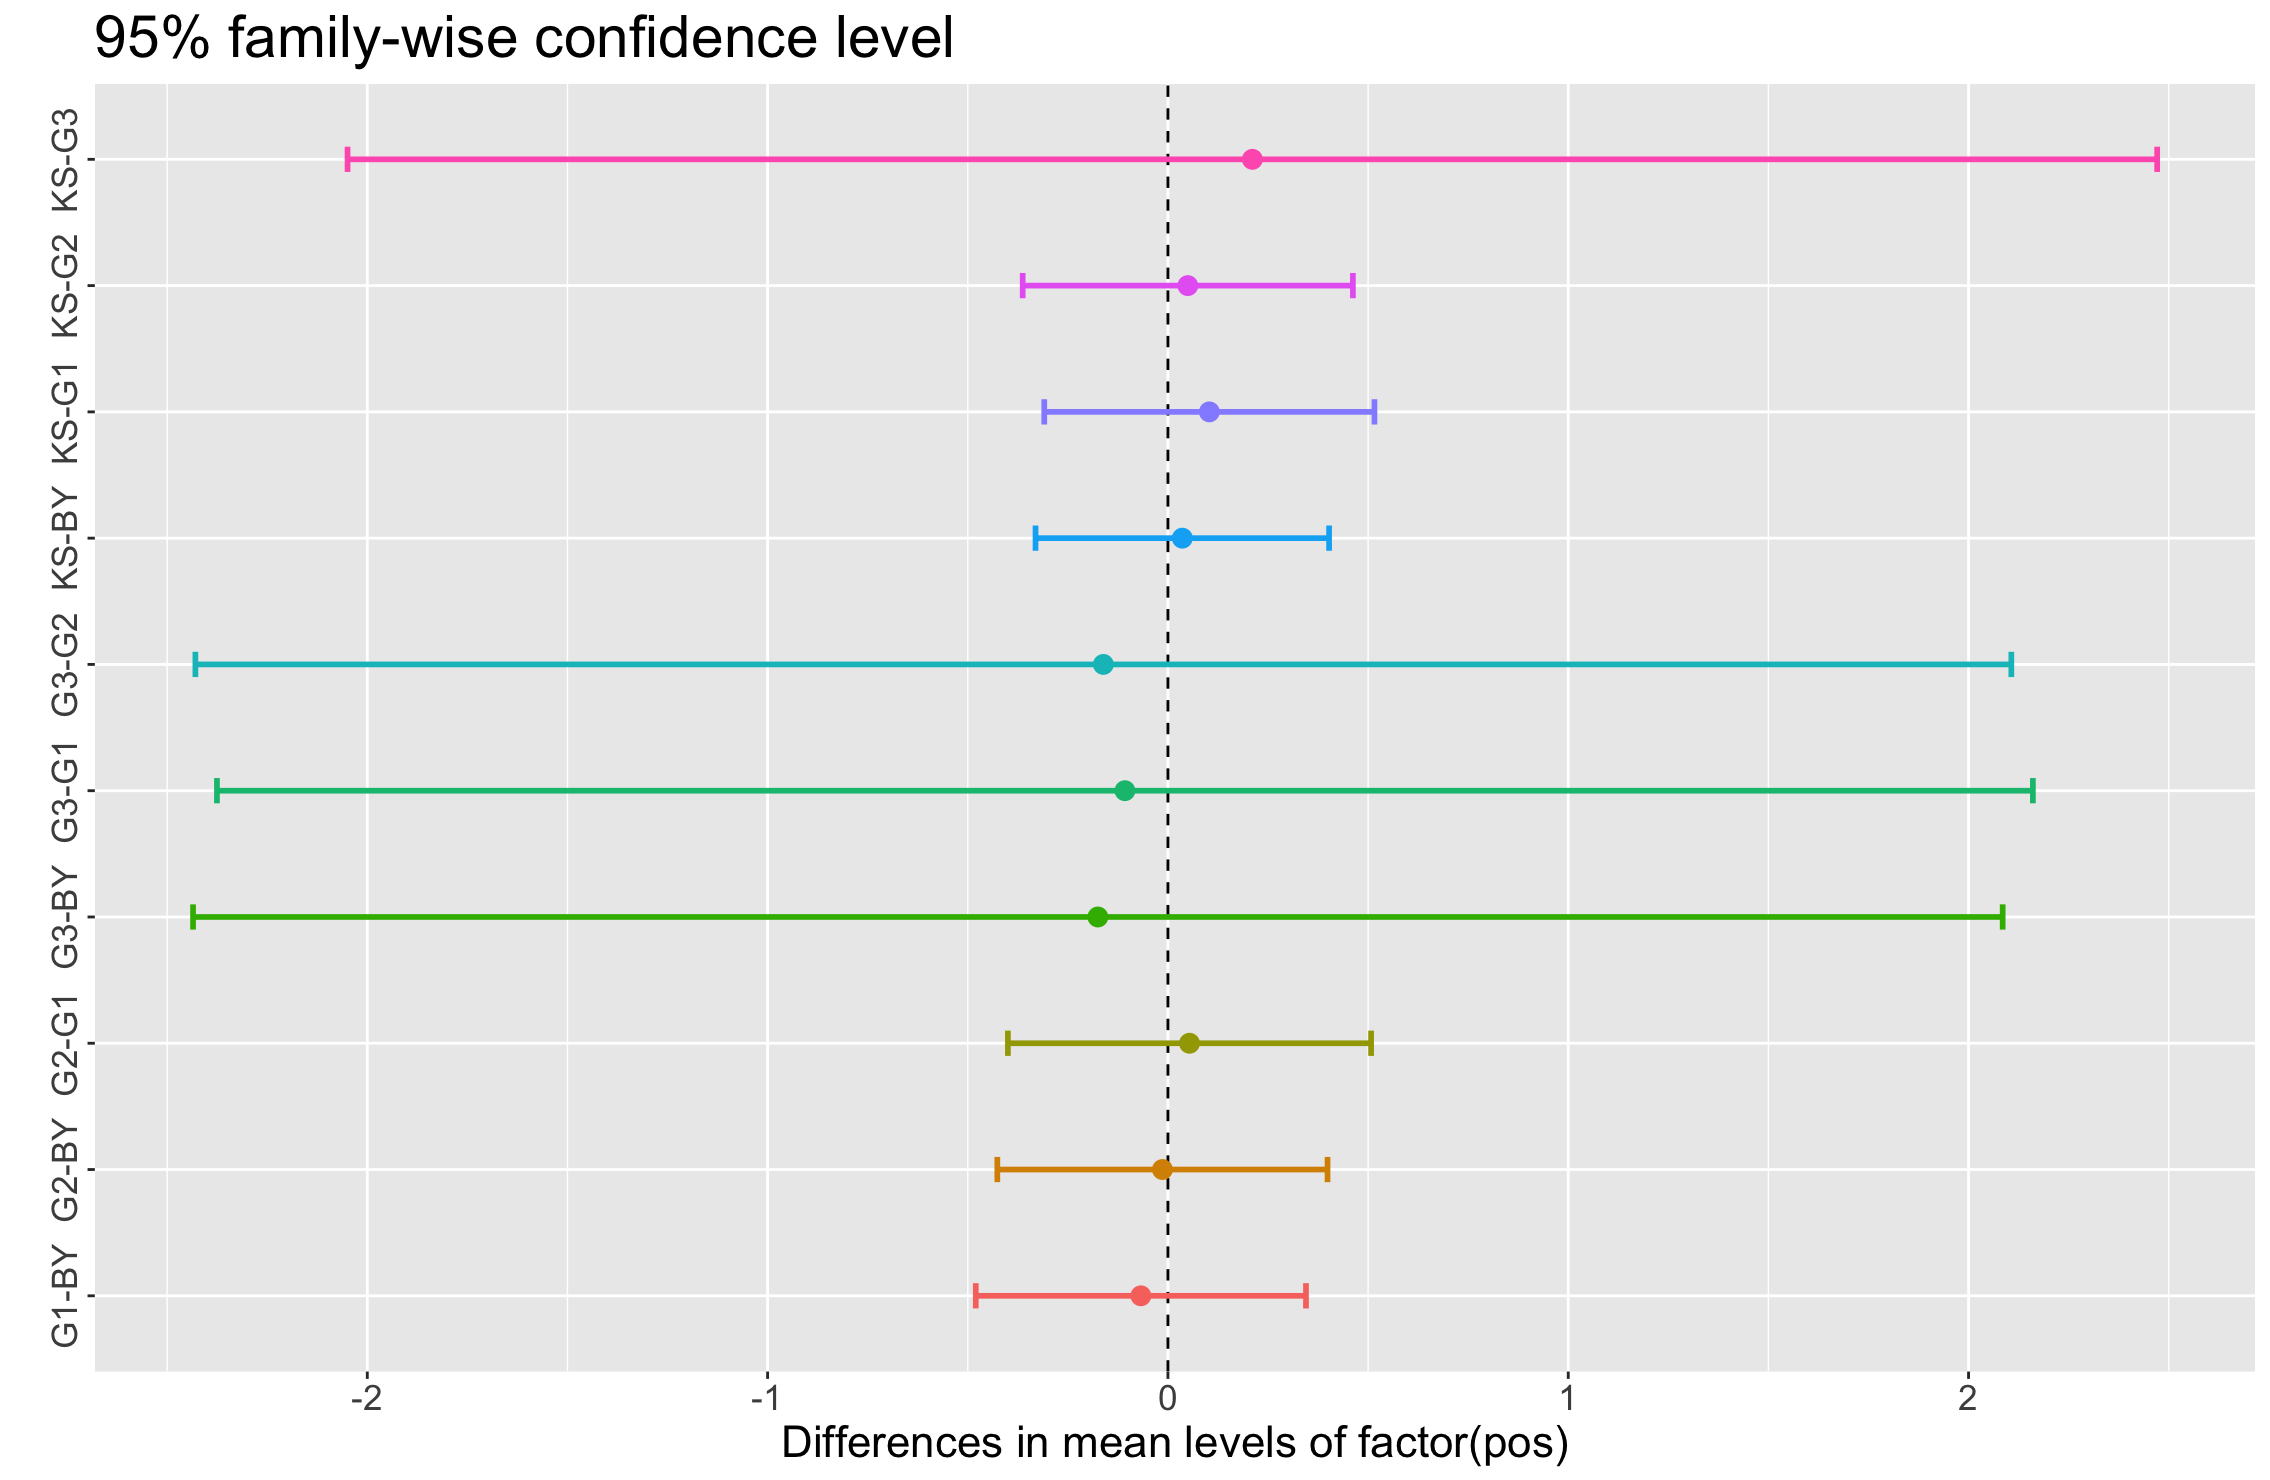 95% family-wise confidence level
KS-G3
KS-G2
KS-G1
KS-BY
G3-G2
G3-G1
G3-BY
G2-G1
G2-BY
G1-BY
-2 -1 0 1 2
Differences in mean levels of factor(pos)